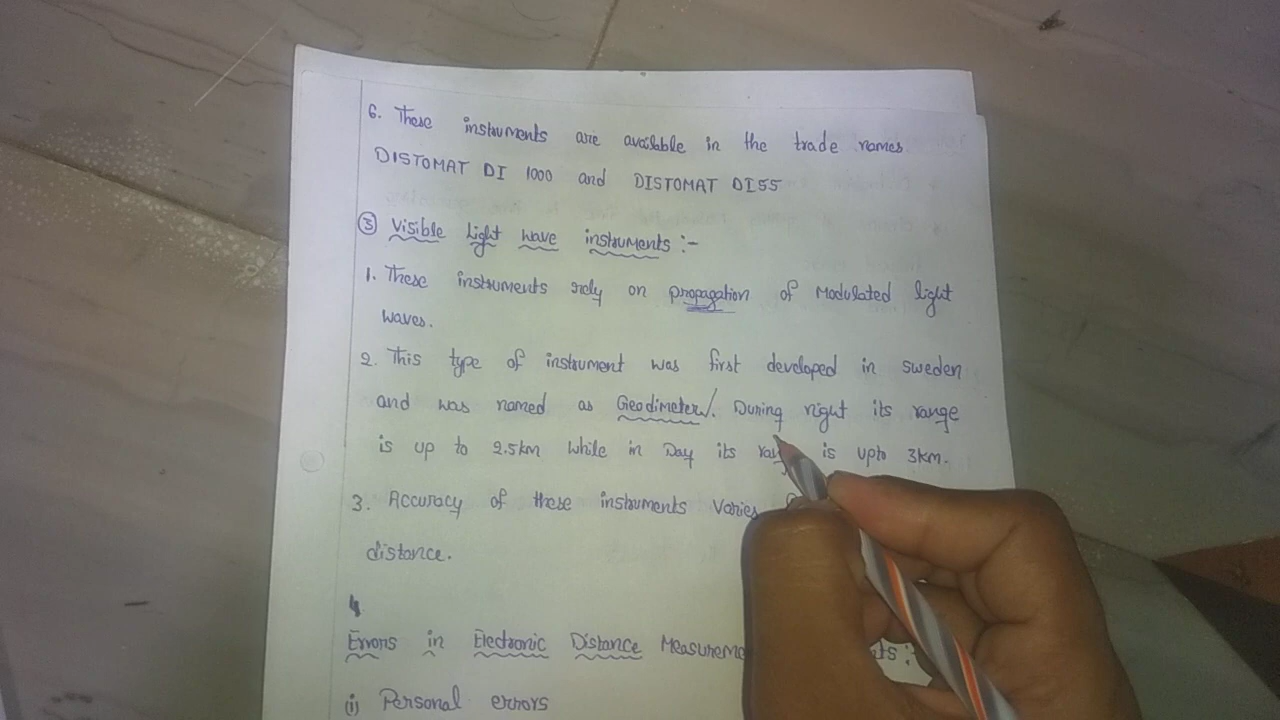 6. These instruments are available in the trade names
DISTOMAT DI 1000 and DISTOMAT DI55
③ Visible light wave instruments :-
1. These instruments rely on propagation of Modulated light
waves.
2. This type of instrument was first developed in sweden
and was named as Geodimeter. During night its range
is up to 2.5km while in Day its is upto 3km.
3. Accuracy of these instruments Varies
distance.
4
Errors in Electronic Distance
(i) Personal errors